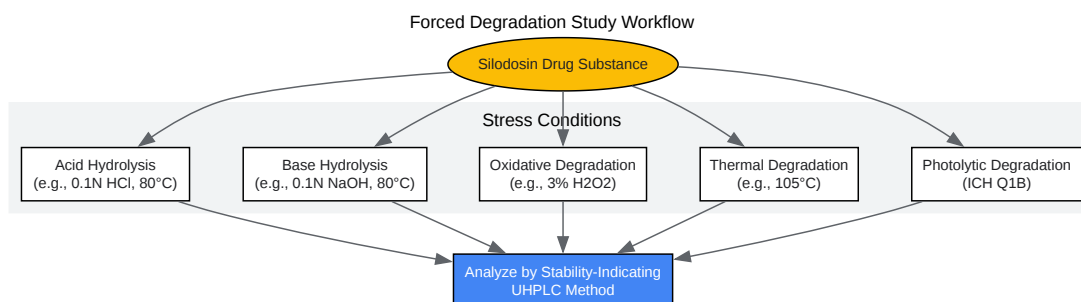 Forced Degradation Study Workflow
Silodosin Drug Substance
Stress Conditions
Acid Hydrolysis
(e.g., 0.1N HCl, 80°C)
Base Hydrolysis
(e.g., 0.1N NaOH, 80°C)
Oxidative Degradation
(e.g., 3% H2O2)
Thermal Degradation
(e.g., 105°C)
Photolytic Degradation
(ICH Q1B)
Analyze by Stability-Indicating
UHPLC Method